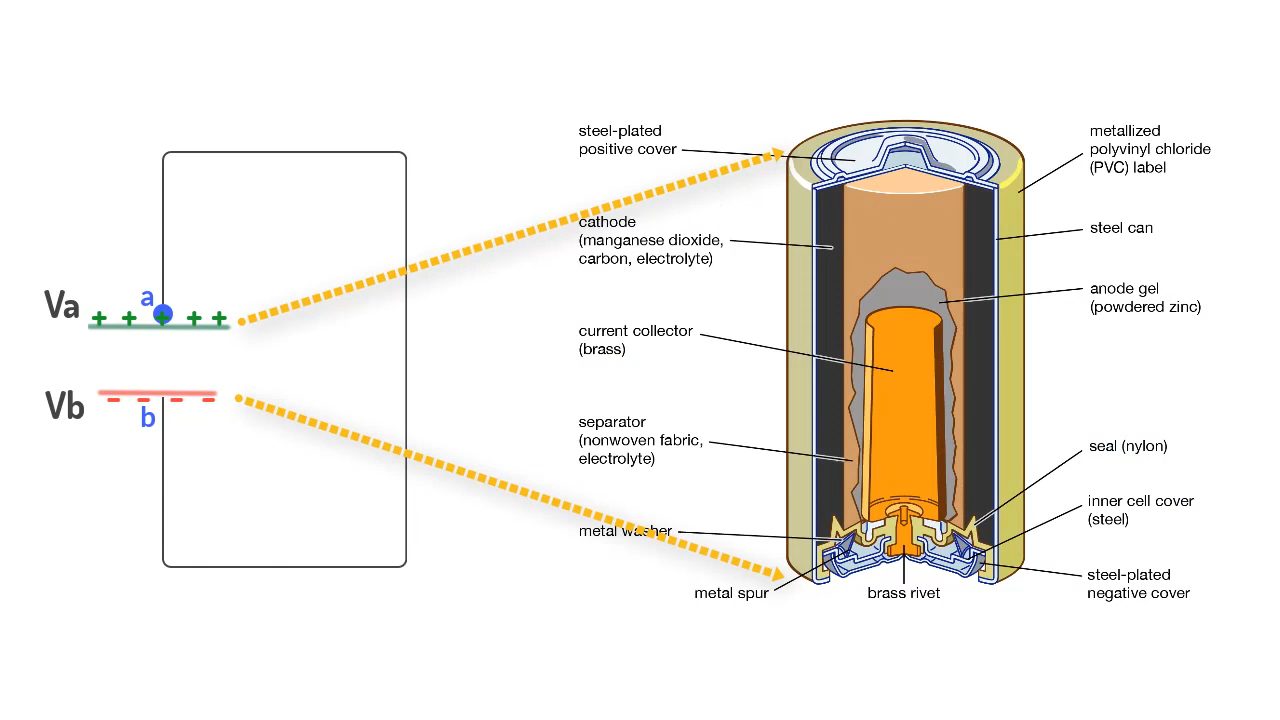 Va
a
+ + + + +
Vb
- - - -
b
steel-plated
positive cover
cathode
(manganese dioxide,
carbon, electrolyte)
current collector
(brass)
separator
(nonwoven fabric,
electrolyte)
metal washer
metal spur
brass rivet
metallized
polyvinyl chloride
(PVC) label
steel can
anode gel
(powdered zinc)
seal (nylon)
inner cell cover
(steel)
steel-plated
negative cover